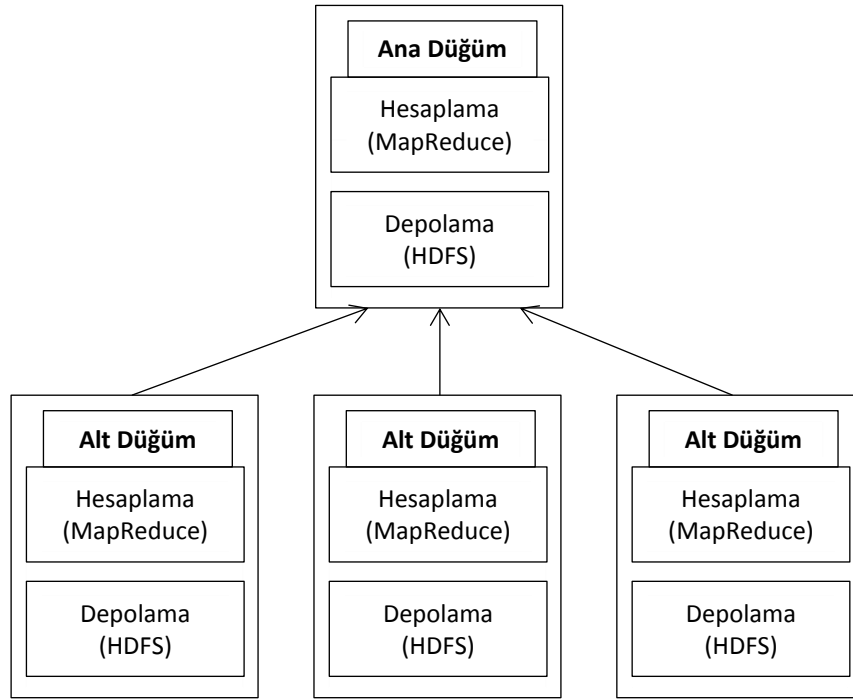 Ana Düğüm
Hesaplama
(MapReduce)
Depolama
(HDFS)
Alt Düğüm
Hesaplama
(MapReduce)
Depolama
(HDFS)
Alt Düğüm
Hesaplama
(MapReduce)
Depolama
(HDFS)
Alt Düğüm
Hesaplama
(MapReduce)
Depolama
(HDFS)